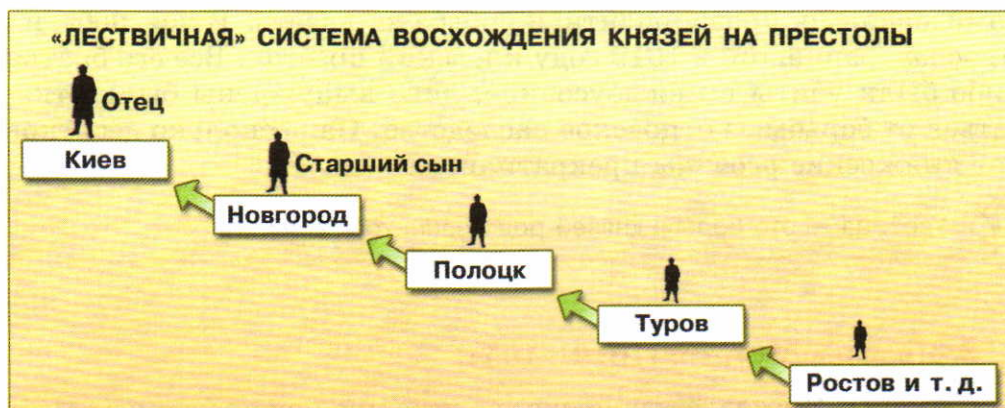 «ЛЕСТВИЧНАЯ» СИСТЕМА ВОСХОЖДЕНИЯ КНЯЗЕЙ НА ПРЕСТОЛЫ
Отец
Киев
Старший сын
Новгород
Полоцк
Туров
Ростов и т. д.